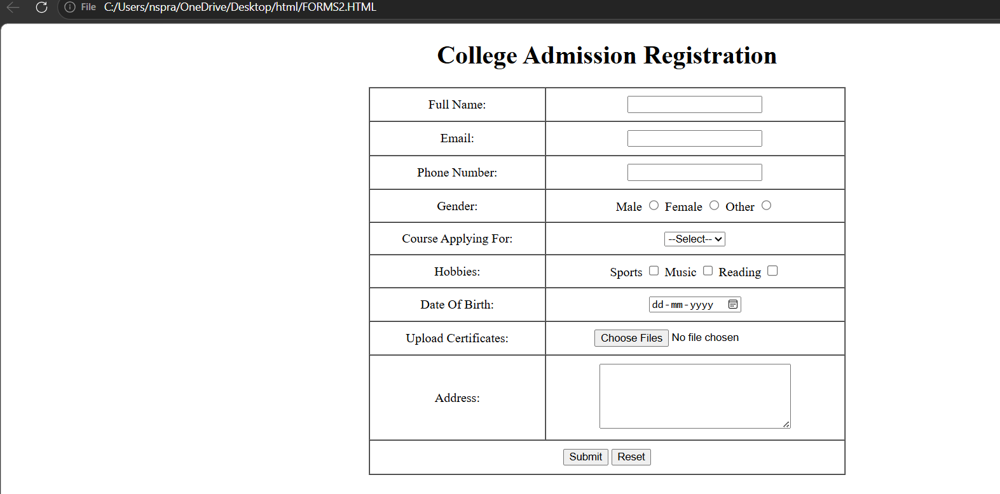 File C:/Users/nspra/OneDrive/Desktop/html/FORMS2.HTML
College Admission Registration
Full Name:
Email:
Phone Number:
Gender: Male Female Other
Course Applying For: --Select--
Hobbies: Sports Music Reading
Date Of Birth: dd-mm-yyyy
Upload Certificates: Choose Files No file chosen
Address:
Submit Reset